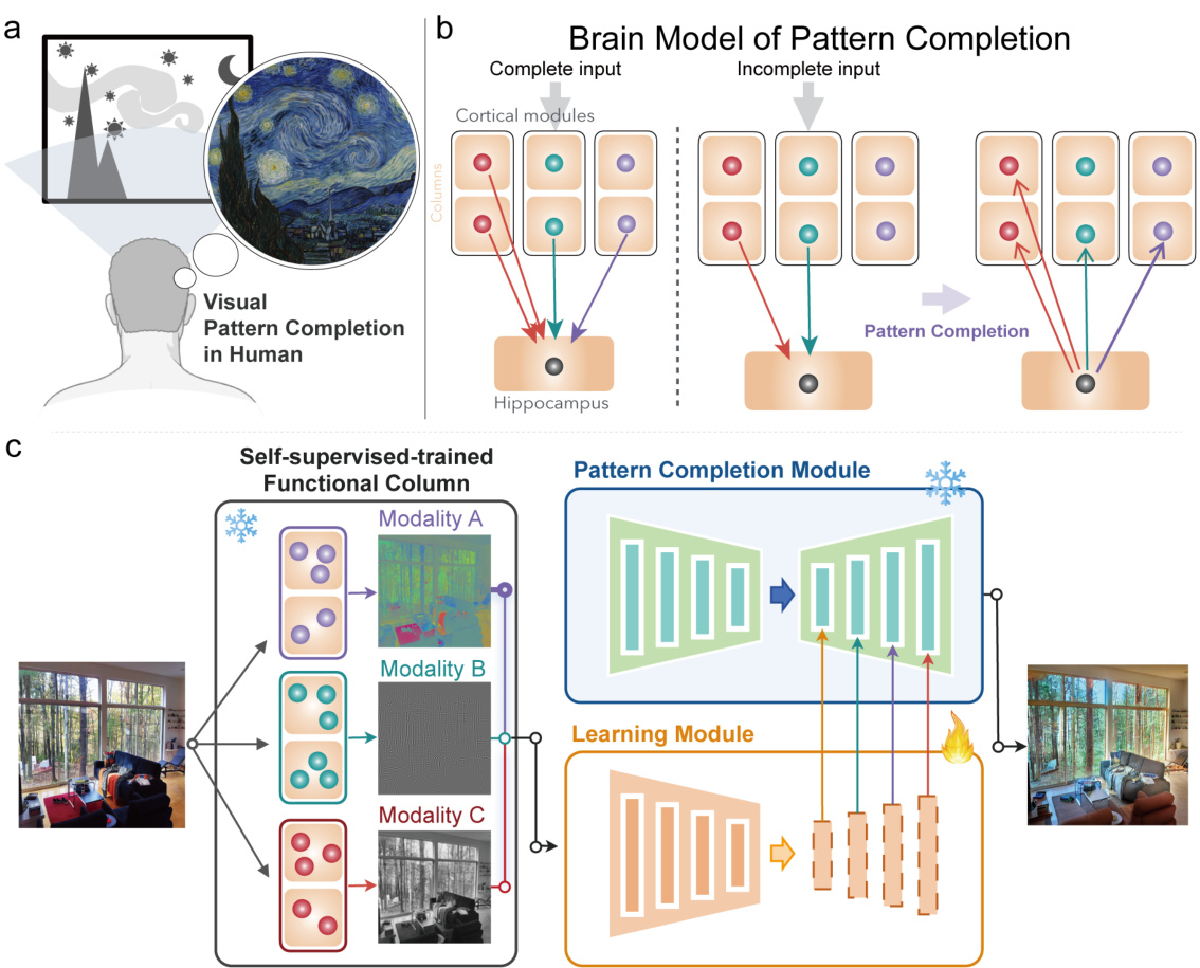 a
Visual
Pattern Completion
in Human
b
Brain Model of Pattern Completion
Complete input
Incomplete input
Cortical modules
Columns
Pattern Completion
Hippocampus
c
Self-supervised-trained
Functional Column
Modality A
Modality B
Modality C
Pattern Completion Module
Learning Module